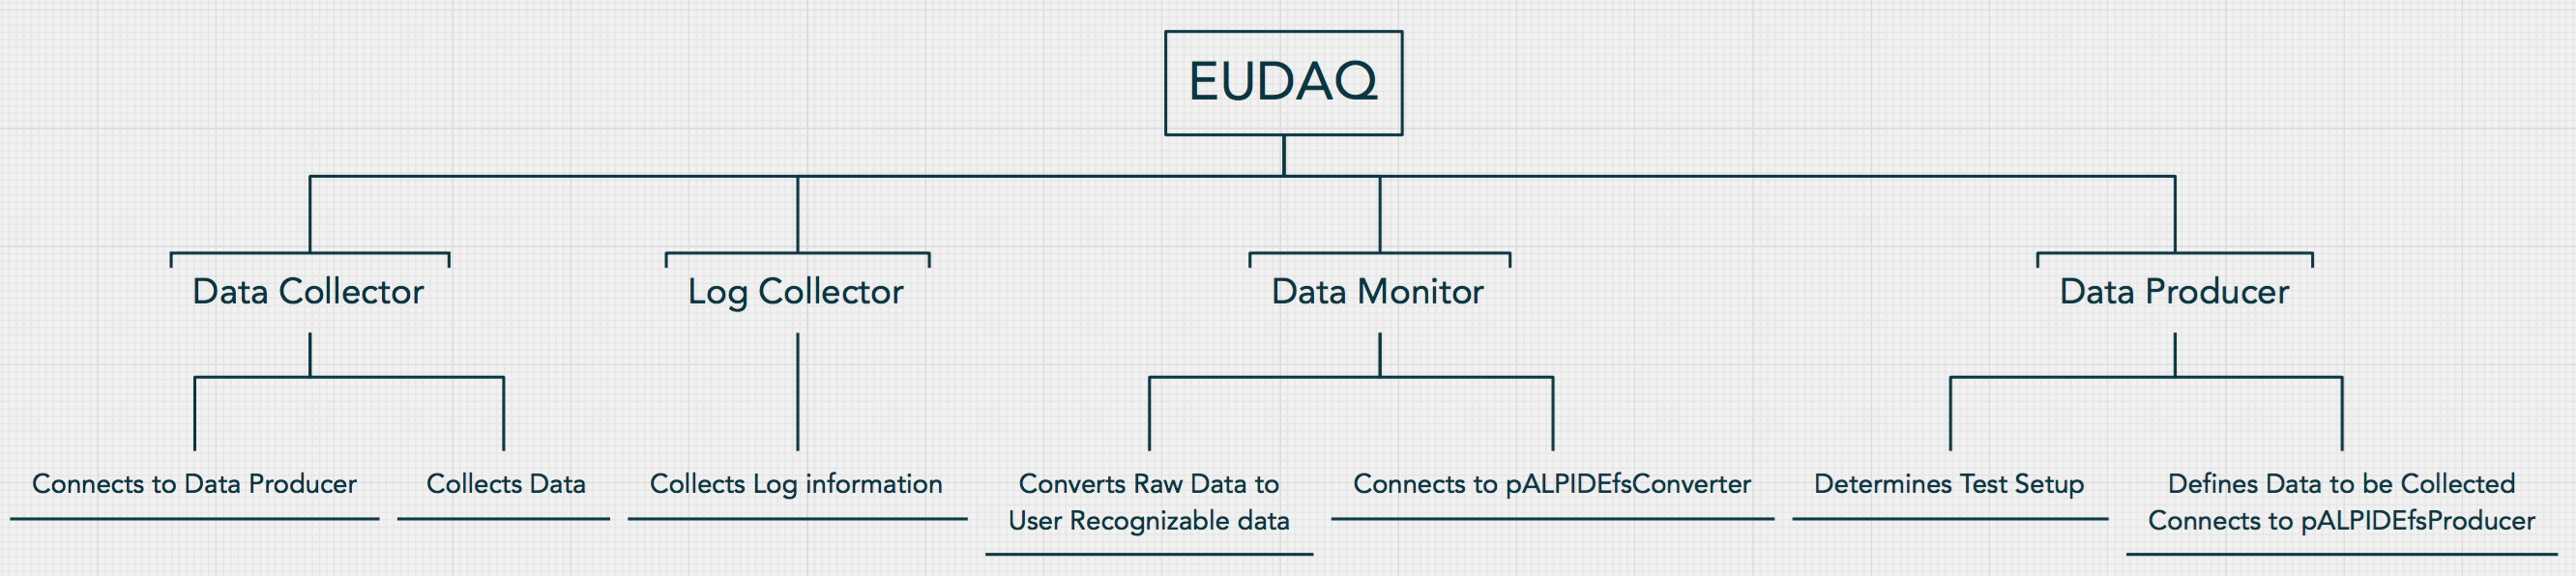 EUDAQ
Data Collector
Log Collector
Data Monitor
Data Producer
Connects to Data Producer
Collects Data
Collects Log information
Converts Raw Data to
User Recognizable data
Connects to pALPIDEfsConverter
Determines Test Setup
Defines Data to be Collected
Connects to pALPIDEfsProducer